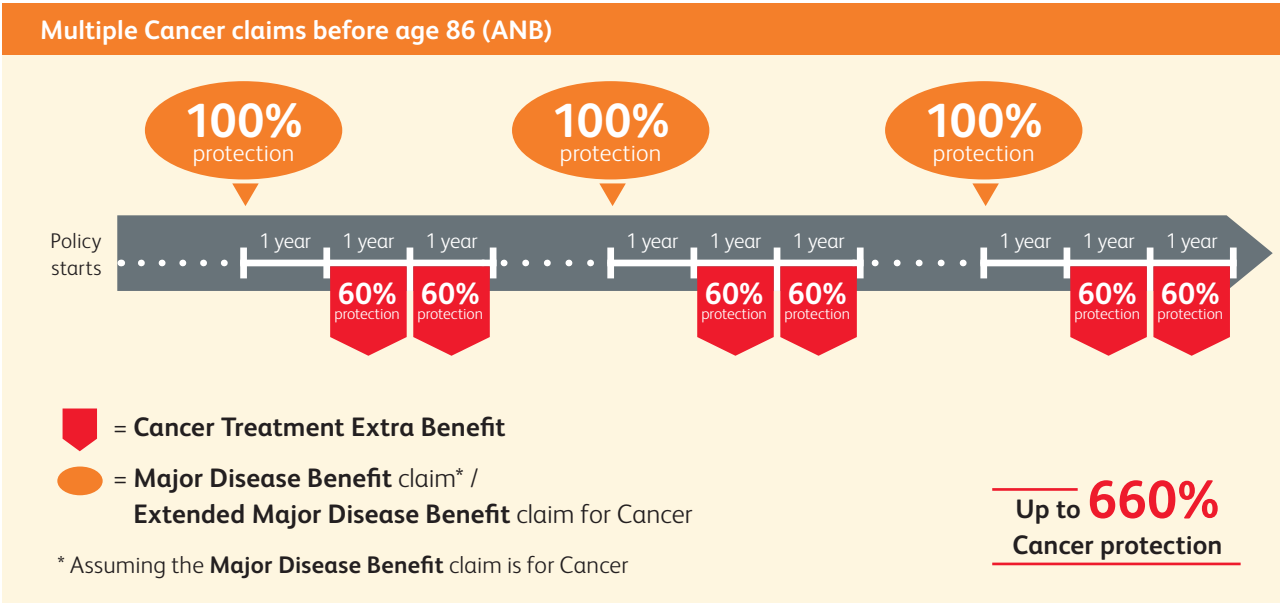 Multiple Cancer claims before age 86 (ANB)
100%
protection
100%
protection
100%
protection
Policy
starts
1 year
1 year
1 year
1 year
1 year
1 year
1 year
1 year
1 year
60%
protection
60%
protection
60%
protection
60%
protection
60%
protection
60%
protection
= Cancer Treatment Extra Benefit
= Major Disease Benefit claim* /
Extended Major Disease Benefit claim for Cancer
* Assuming the Major Disease Benefit claim is for Cancer
Up to 660%
Cancer protection